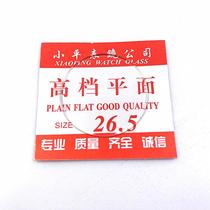 小平表镜公司
XIAOPING WATCH GLASS
高档平面
PLAIN FLAT GOOD QUALITY
SIZE 26.5
专业 质量 齐全 诚信